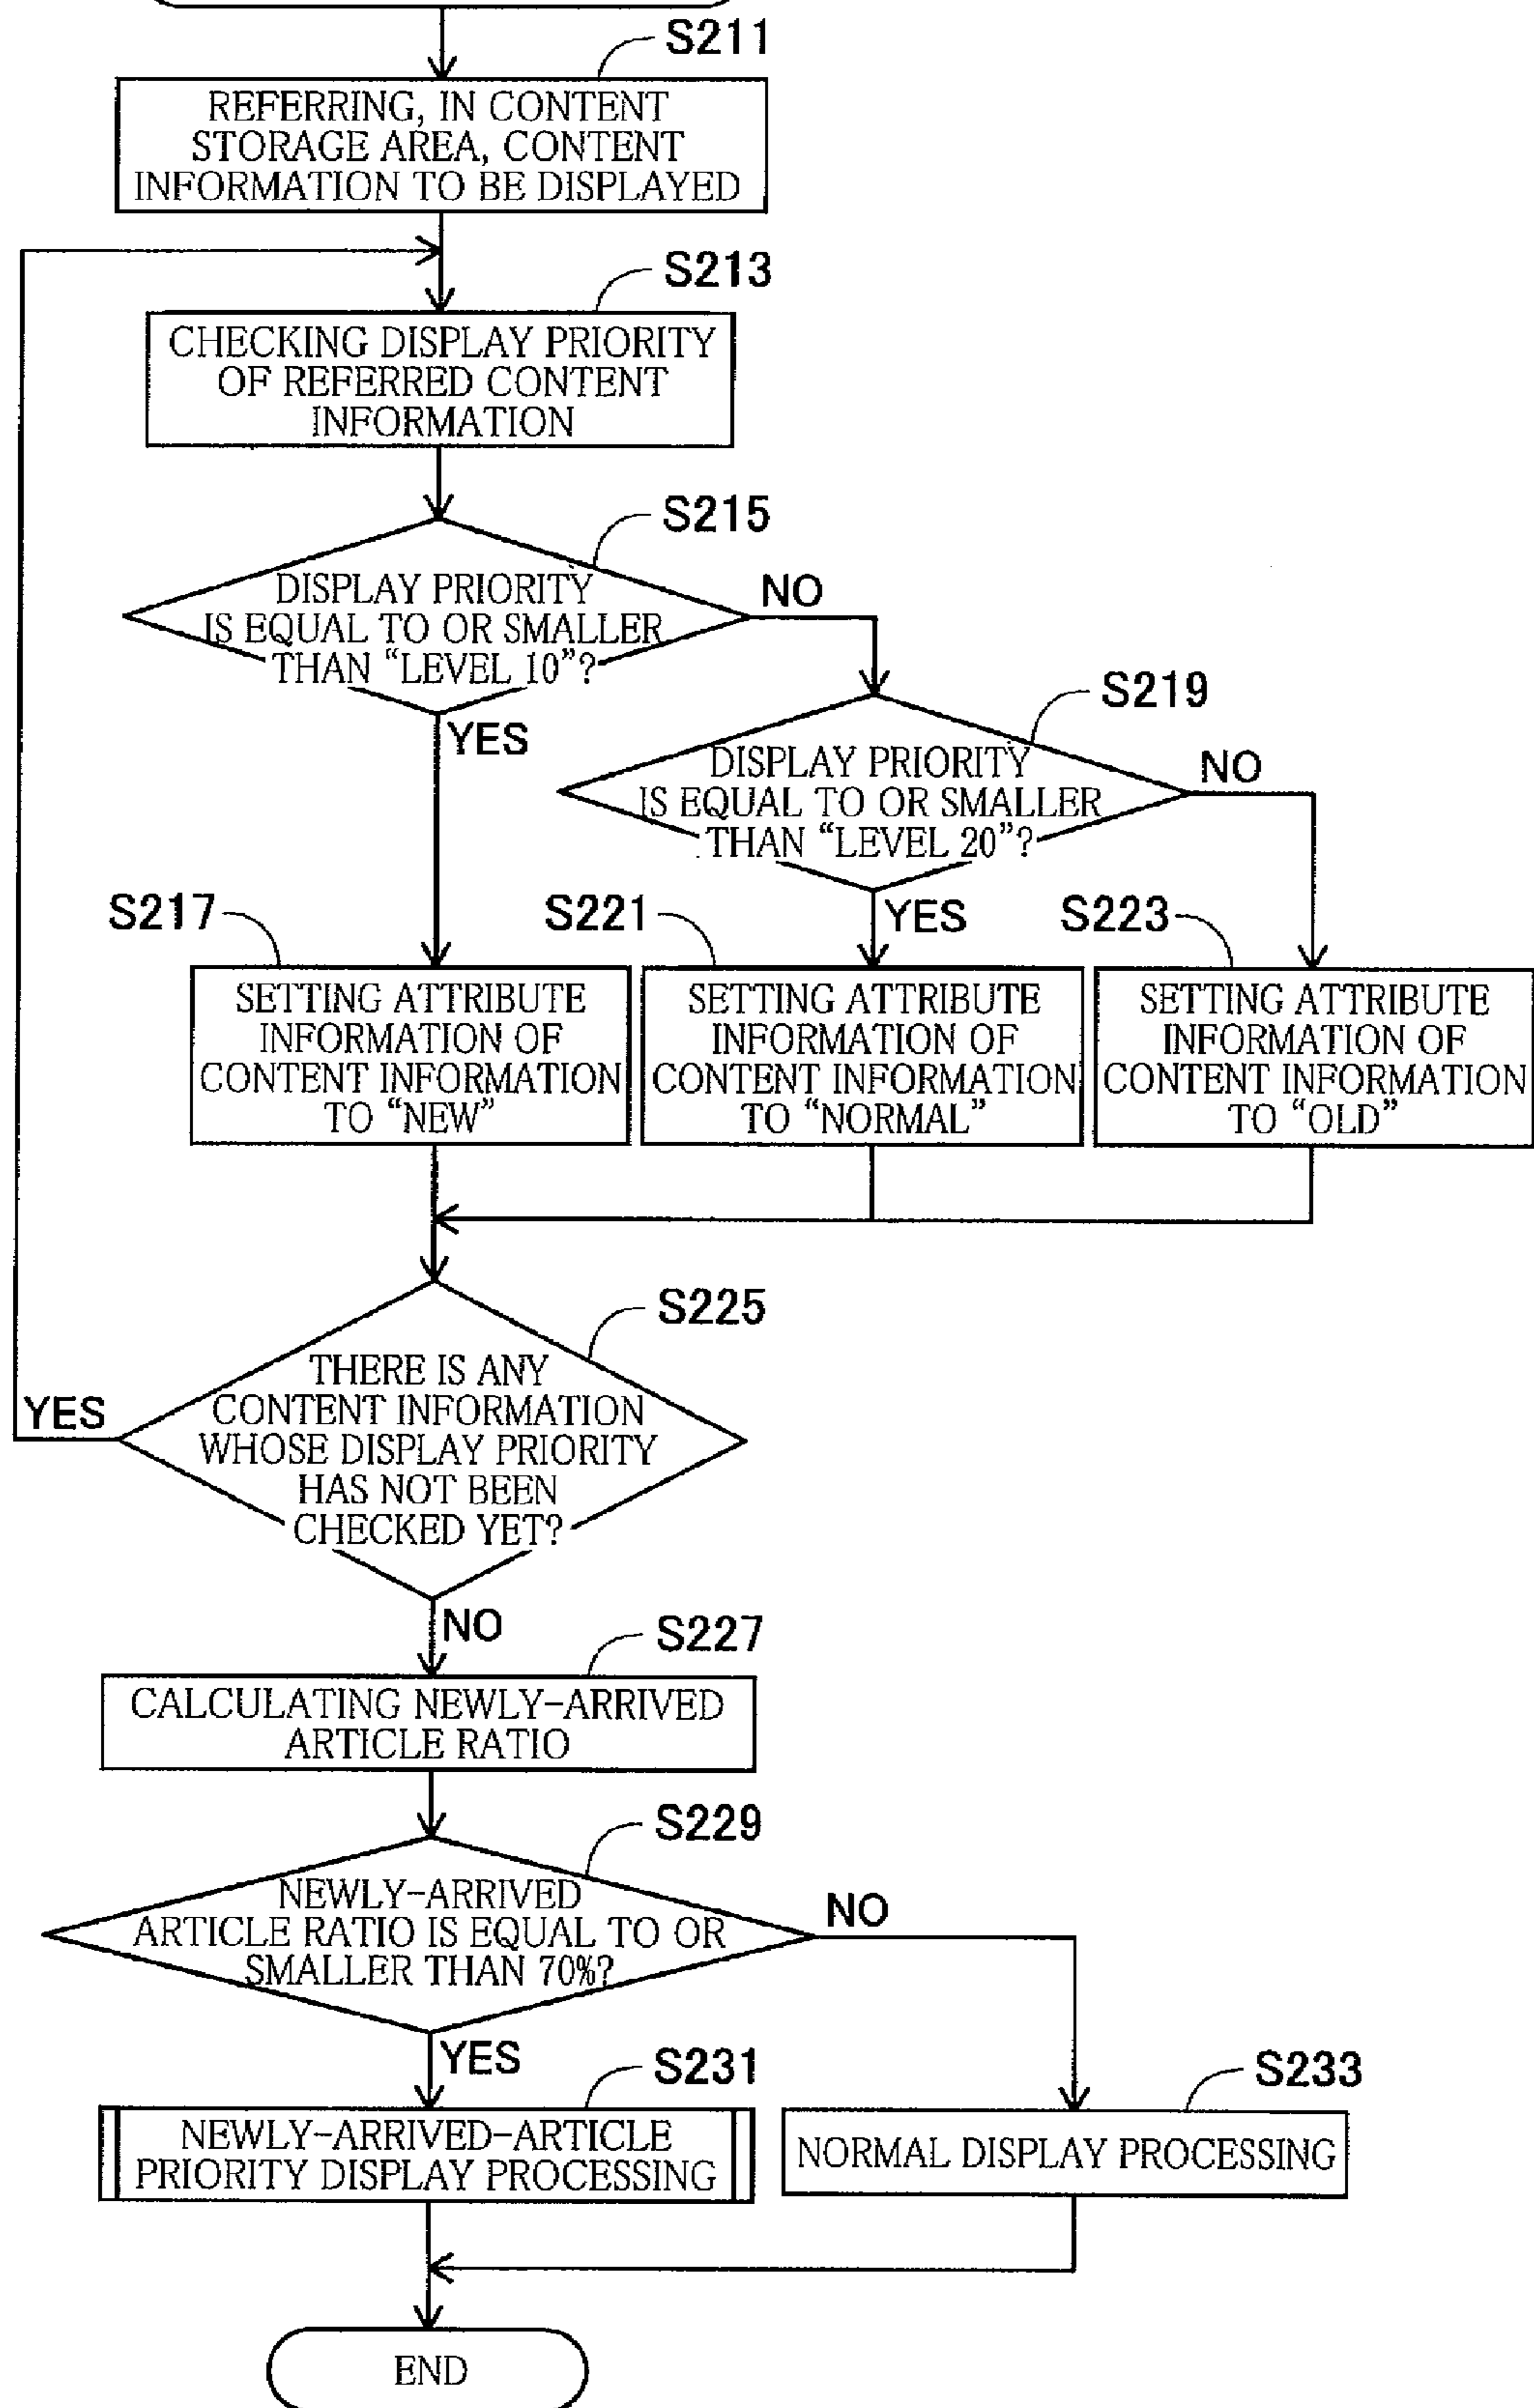 S211
REFERRING, IN CONTENT
STORAGE AREA, CONTENT
INFORMATION TO BE DISPLAYED
S213
CHECKING DISPLAY PRIORITY
OF REFERRED CONTENT
INFORMATION
S215
DISPLAY PRIORITY
IS EQUAL TO OR SMALLER
THAN “LEVEL 10”?
NO
YES
S219
DISPLAY PRIORITY
IS EQUAL TO OR SMALLER
THAN “LEVEL 20”?
NO
YES
S217
SETTING ATTRIBUTE
INFORMATION OF
CONTENT INFORMATION
TO “NEW”
S221
SETTING ATTRIBUTE
INFORMATION OF
CONTENT INFORMATION
TO “NORMAL”
S223
SETTING ATTRIBUTE
INFORMATION OF
CONTENT INFORMATION
TO “OLD”
S225
THERE IS ANY
CONTENT INFORMATION
WHOSE DISPLAY PRIORITY
HAS NOT BEEN
CHECKED YET?
YES
NO
S227
CALCULATING NEWLY-ARRIVED
ARTICLE RATIO
S229
NEWLY-ARRIVED
ARTICLE RATIO IS EQUAL TO OR
SMALLER THAN 70%?
NO
YES
S231
NEWLY-ARRIVED-ARTICLE
PRIORITY DISPLAY PROCESSING
S233
NORMAL DISPLAY PROCESSING
END